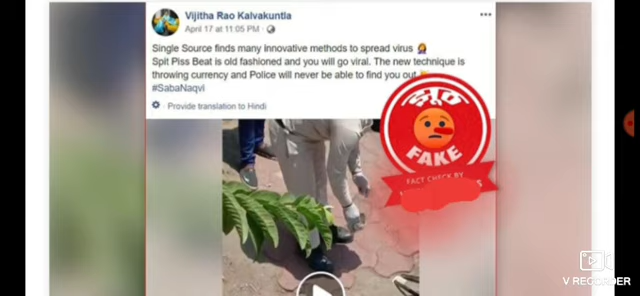 Vijitha Rao Kalvakuntla
April 17 at 11:05 PM ·
Single Source finds many innovative methods to spread virus 🤦‍♀️
Spit Piss Beat is old fashioned and you will go viral. The new technique is
throwing currency and Police will never be able to find you out
#SabaNaqvi
Provide translation to Hindi
झूठ
FAKE
FACT CHECK BY
V RECORDER